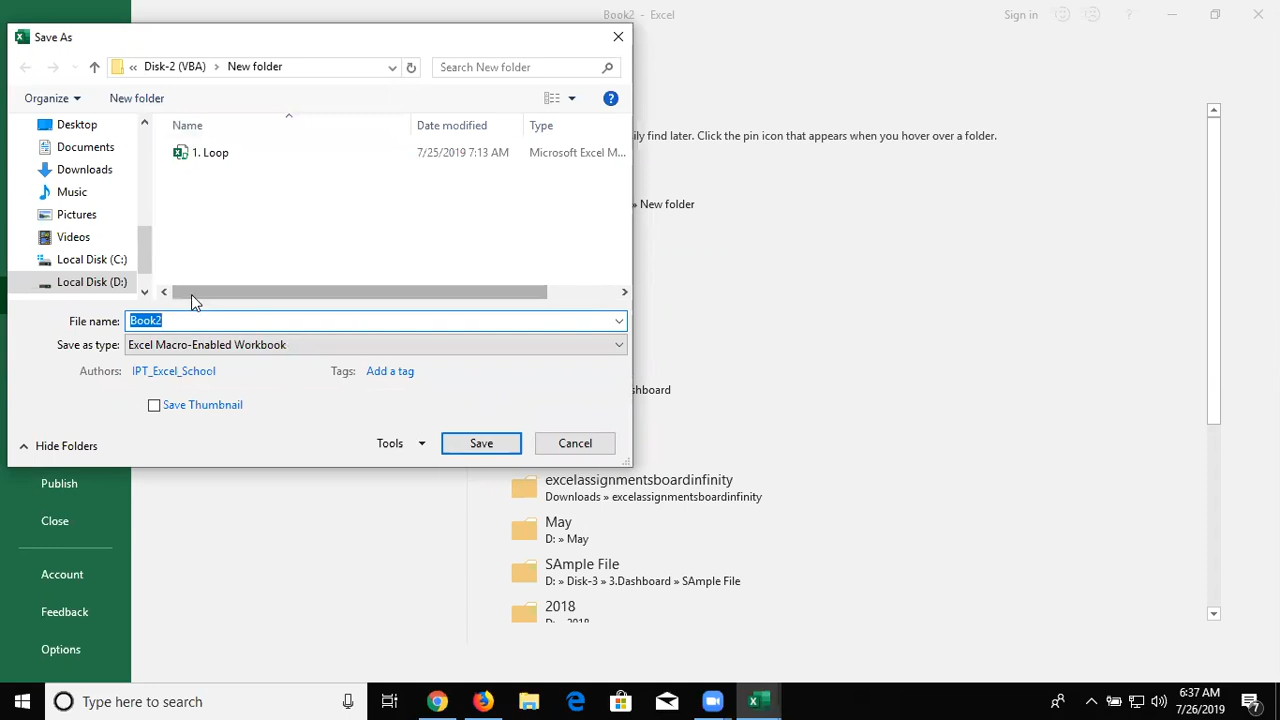 Book2 - Excel
Sign in
Save As
« Disk-2 (VBA) › New folder
Search New folder
Organize
New folder
Desktop
Documents
Downloads
Music
Pictures
Videos
Local Disk (C:)
Local Disk (D:)
Name
Date modified
Type
1. Loop
7/25/2019 7:13 AM
Microsoft Excel M...
File name:
Book2
Save as type:
Excel Macro-Enabled Workbook
Authors:
IPT_Excel_School
Tags:
Add a tag
Save Thumbnail
Hide Folders
Tools
Save
Cancel
ily find later. Click the pin icon that appears when you hover over a folder.
» New folder
shboard
excelassignmentsboardinfinity
Downloads » excelassignmentsboardinfinity
May
D: » May
SAmple File
D: » Disk-3 » 3.Dashboard » SAmple File
2018
D: » 2018
Publish
Close
Account
Feedback
Options
Type here to search
6:37 AM
7/26/2019
7